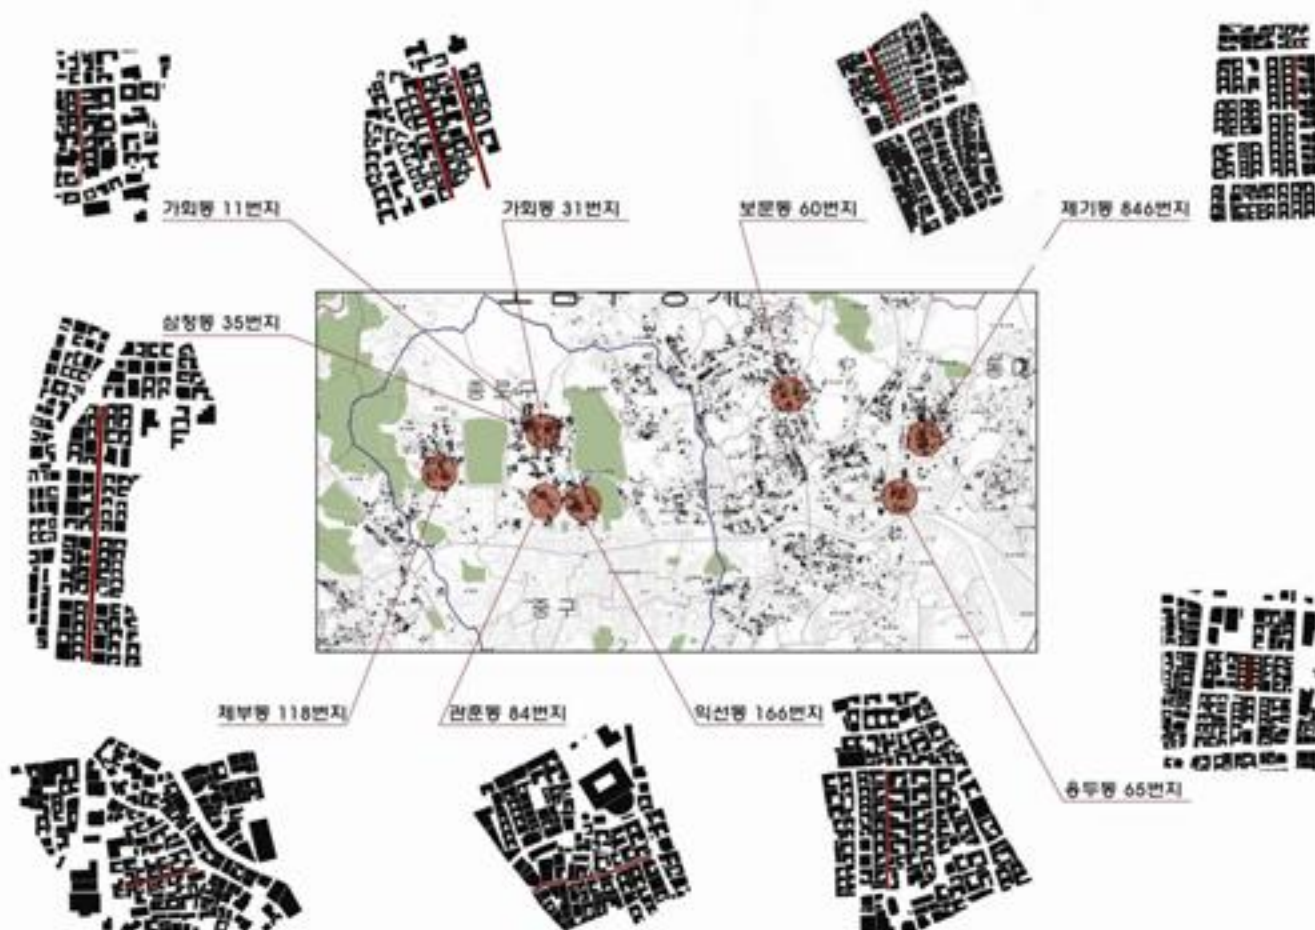 가회동 11번지
가회동 31번지
보문동 60번지
제기동 846번지
삼청동 35번지
종로구
중구
체부동 118번지
관훈동 84번지
익선동 166번지
용두동 65번지